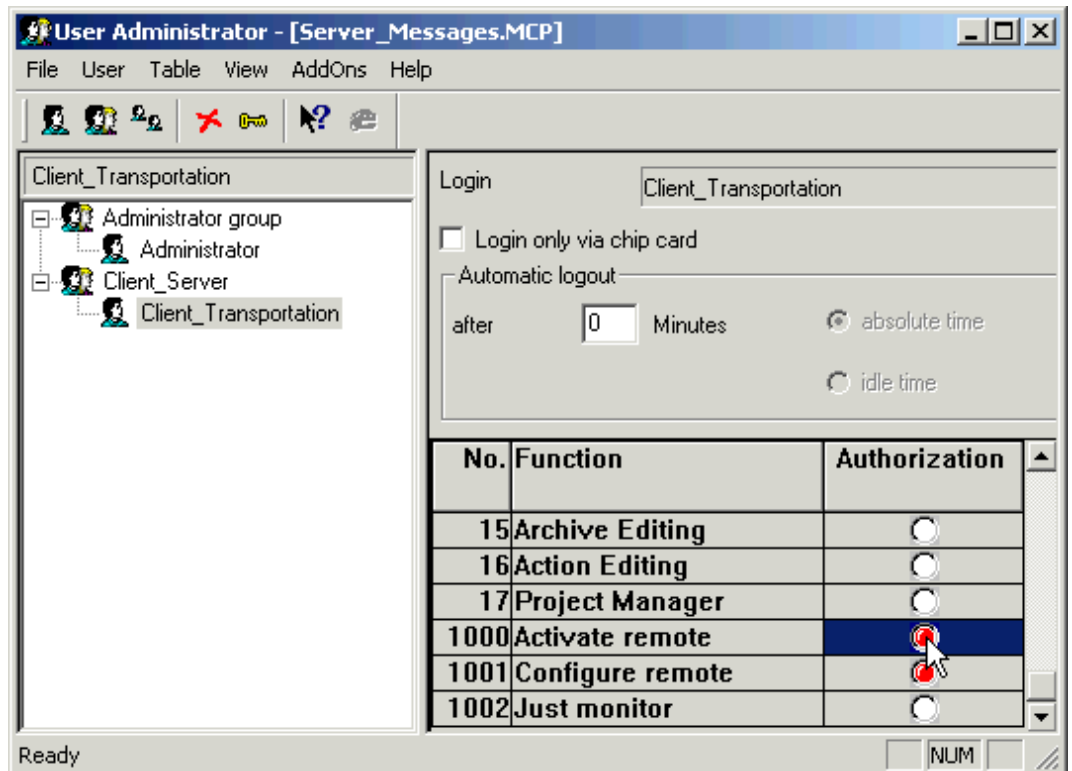 User Administrator - [Server_Messages.MCP]
File User Table View AddOns Help
Client_Transportation
Administrator group
Administrator
Client_Server
Client_Transportation
Login Client_Transportation
Login only via chip card
Automatic logout
after 0 Minutes absolute time
idle time
No. Function Authorization
15 Archive Editing
16 Action Editing
17 Project Manager
1000 Activate remote
1001 Configure remote
1002 Just monitor
Ready NUM